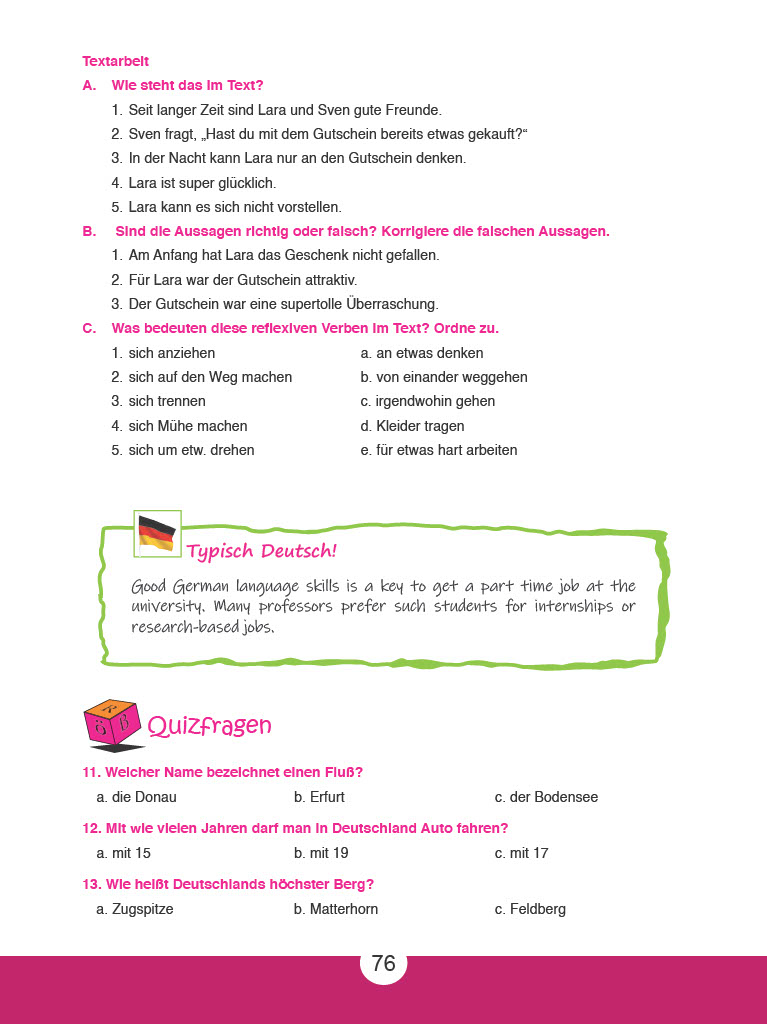 Textarbeit
A. Wie steht das im Text?
1. Seit langer Zeit sind Lara und Sven gute Freunde.
2. Sven fragt, „Hast du mit dem Gutschein bereits etwas gekauft?“
3. In der Nacht kann Lara nur an den Gutschein denken.
4. Lara ist super glücklich.
5. Lara kann es sich nicht vorstellen.
B. Sind die Aussagen richtig oder falsch? Korrigiere die falschen Aussagen.
1. Am Anfang hat Lara das Geschenk nicht gefallen.
2. Für Lara war der Gutschein attraktiv.
3. Der Gutschein war eine supertolle Überraschung.
C. Was bedeuten diese reflexiven Verben im Text? Ordne zu.
1. sich anziehen a. an etwas denken
2. sich auf den Weg machen b. von einander weggehen
3. sich trennen c. irgendwohin gehen
4. sich Mühe machen d. Kleider tragen
5. sich um etw. drehen e. für etwas hart arbeiten
Typisch Deutsch!
Good German language skills is a key to get a part time job at the
university. Many professors prefer such students for internships or
research-based jobs.
R Ö B Quizfragen
11. Welcher Name bezeichnet einen Fluß?
a. die Donau b. Erfurt c. der Bodensee
12. Mit wie vielen Jahren darf man in Deutschland Auto fahren?
a. mit 15 b. mit 19 c. mit 17
13. Wie heißt Deutschlands höchster Berg?
a. Zugspitze b. Matterhorn c. Feldberg
76